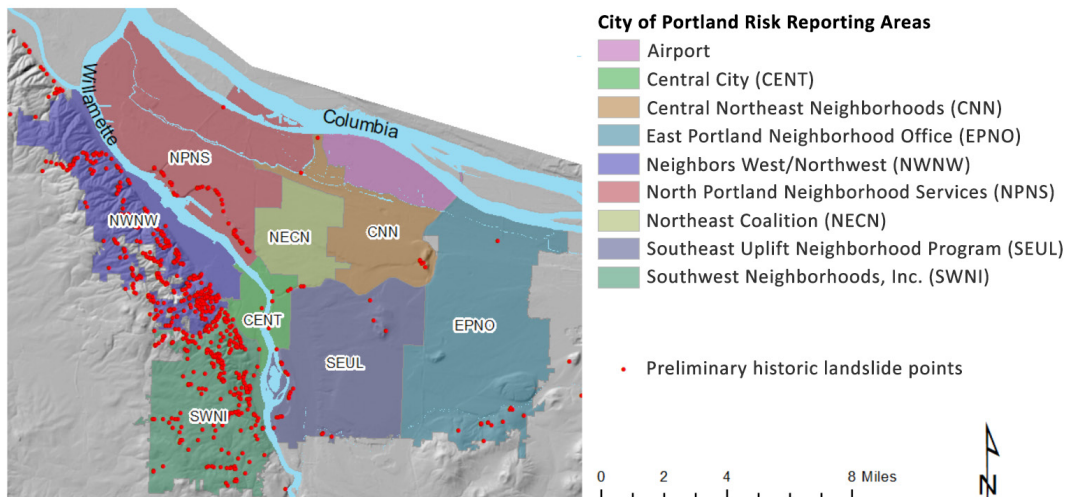 City of Portland Risk Reporting Areas
Airport
Central City (CENT)
Central Northeast Neighborhoods (CNN)
East Portland Neighborhood Office (EPNO)
Neighbors West/Northwest (NWNW)
North Portland Neighborhood Services (NPNS)
Northeast Coalition (NECN)
Southeast Uplift Neighborhood Program (SEUL)
Southwest Neighborhoods, Inc. (SWNI)
Preliminary historic landslide points
0 2 4 8 Miles
N
Willamette
Columbia
NPNS
NWNW
NECN
CNN
CENT
EPNO
SEUL
SWNI